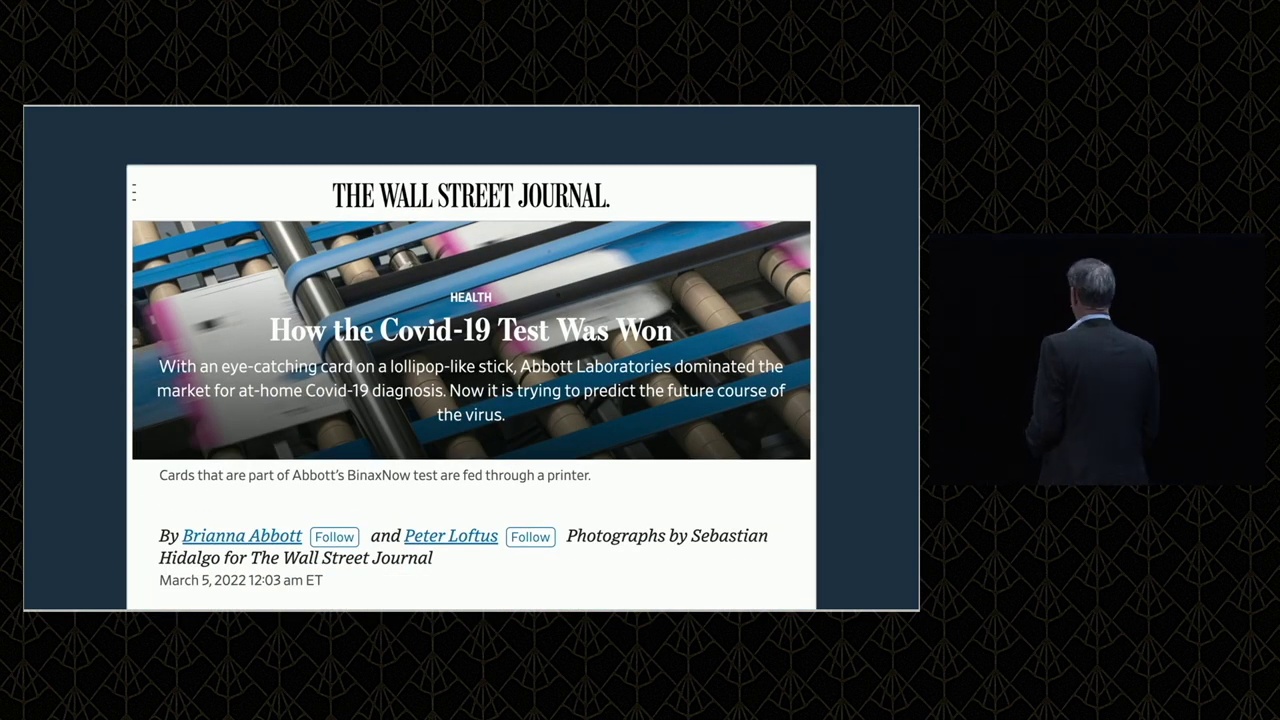 THE WALL STREET JOURNAL.
HEALTH
How the Covid-19 Test Was Won
With an eye-catching card on a lollipop-like stick, Abbott Laboratories dominated the
market for at-home Covid-19 diagnosis. Now it is trying to predict the future course of
the virus.
Cards that are part of Abbott's BinaxNow test are fed through a printer.
By Brianna Abbott Follow and Peter Loftus Follow Photographs by Sebastian
Hidalgo for The Wall Street Journal
March 5, 2022 12:03 am ET